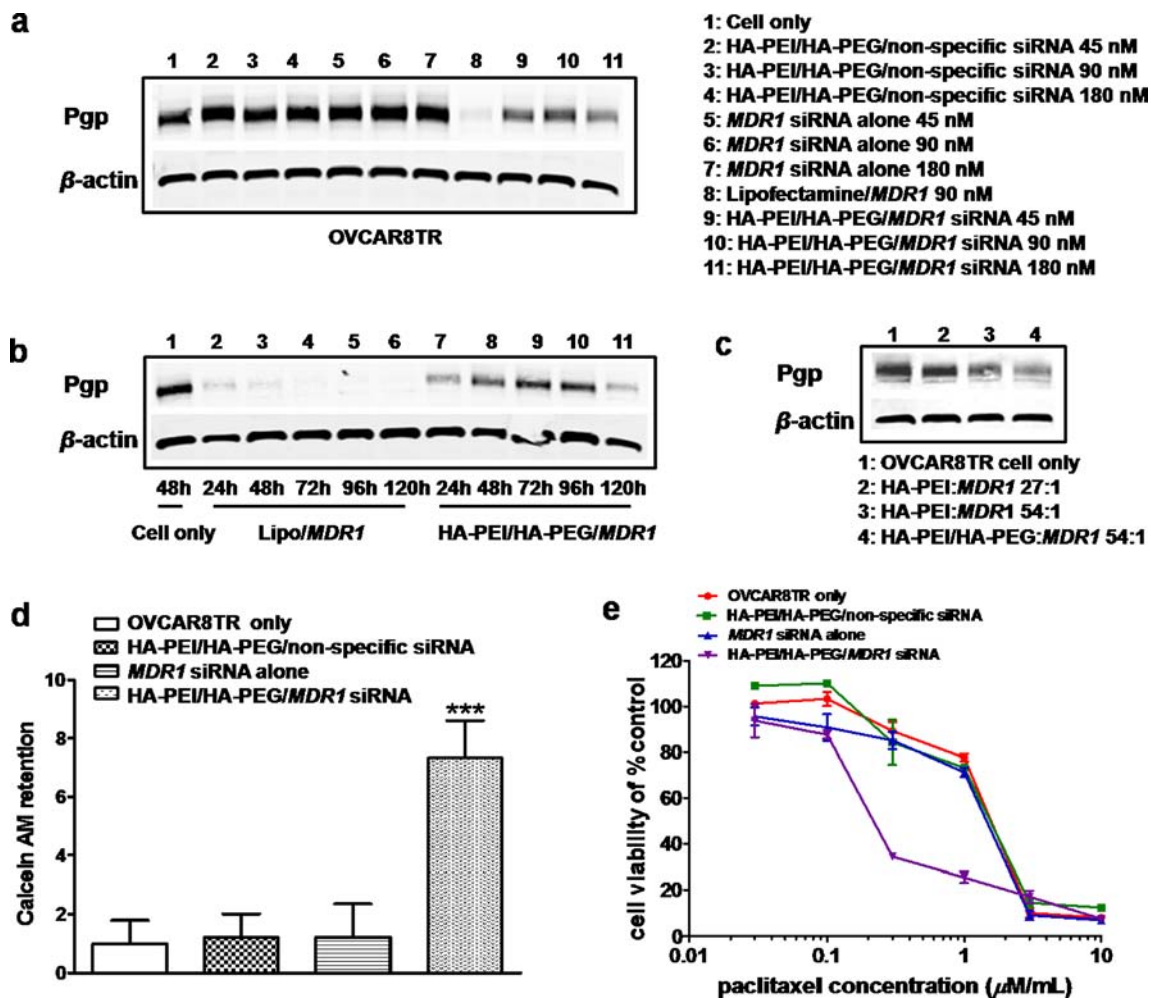 a
1 2 3 4 5 6 7 8 9 10 11
Pgp
β-actin
OVCAR8TR
1: Cell only
2: HA-PEI/HA-PEG/non-specific siRNA 45 nM
3: HA-PEI/HA-PEG/non-specific siRNA 90 nM
4: HA-PEI/HA-PEG/non-specific siRNA 180 nM
5: MDR1 siRNA alone 45 nM
6: MDR1 siRNA alone 90 nM
7: MDR1 siRNA alone 180 nM
8: Lipofectamine/MDR1 90 nM
9: HA-PEI/HA-PEG/MDR1 siRNA 45 nM
10: HA-PEI/HA-PEG/MDR1 siRNA 90 nM
11: HA-PEI/HA-PEG/MDR1 siRNA 180 nM
b
1 2 3 4 5 6 7 8 9 10 11
Pgp
β-actin
48h 24h 48h 72h 96h 120h 24h 48h 72h 96h 120h
Cell only Lipo/MDR1 HA-PEI/HA-PEG/MDR1
c
1 2 3 4
Pgp
β-actin
1: OVCAR8TR cell only
2: HA-PEI:MDR1 27:1
3: HA-PEI:MDR1 54:1
4: HA-PEI/HA-PEG:MDR1 54:1
d
OVCAR8TR only
HA-PEI/HA-PEG/non-specific siRNA
MDR1 siRNA alone
HA-PEI/HA-PEG/MDR1 siRNA
Calcein AM retention
10
8
6
4
2
0
***
e
OVCAR8TR only
HA-PEI/HA-PEG/non-specific siRNA
MDR1 siRNA alone
HA-PEI/HA-PEG/MDR1 siRNA
cell viability of % control
120
100
80
60
40
20
0
0.01 0.1 1 10
paclitaxel concentration (μM/mL)